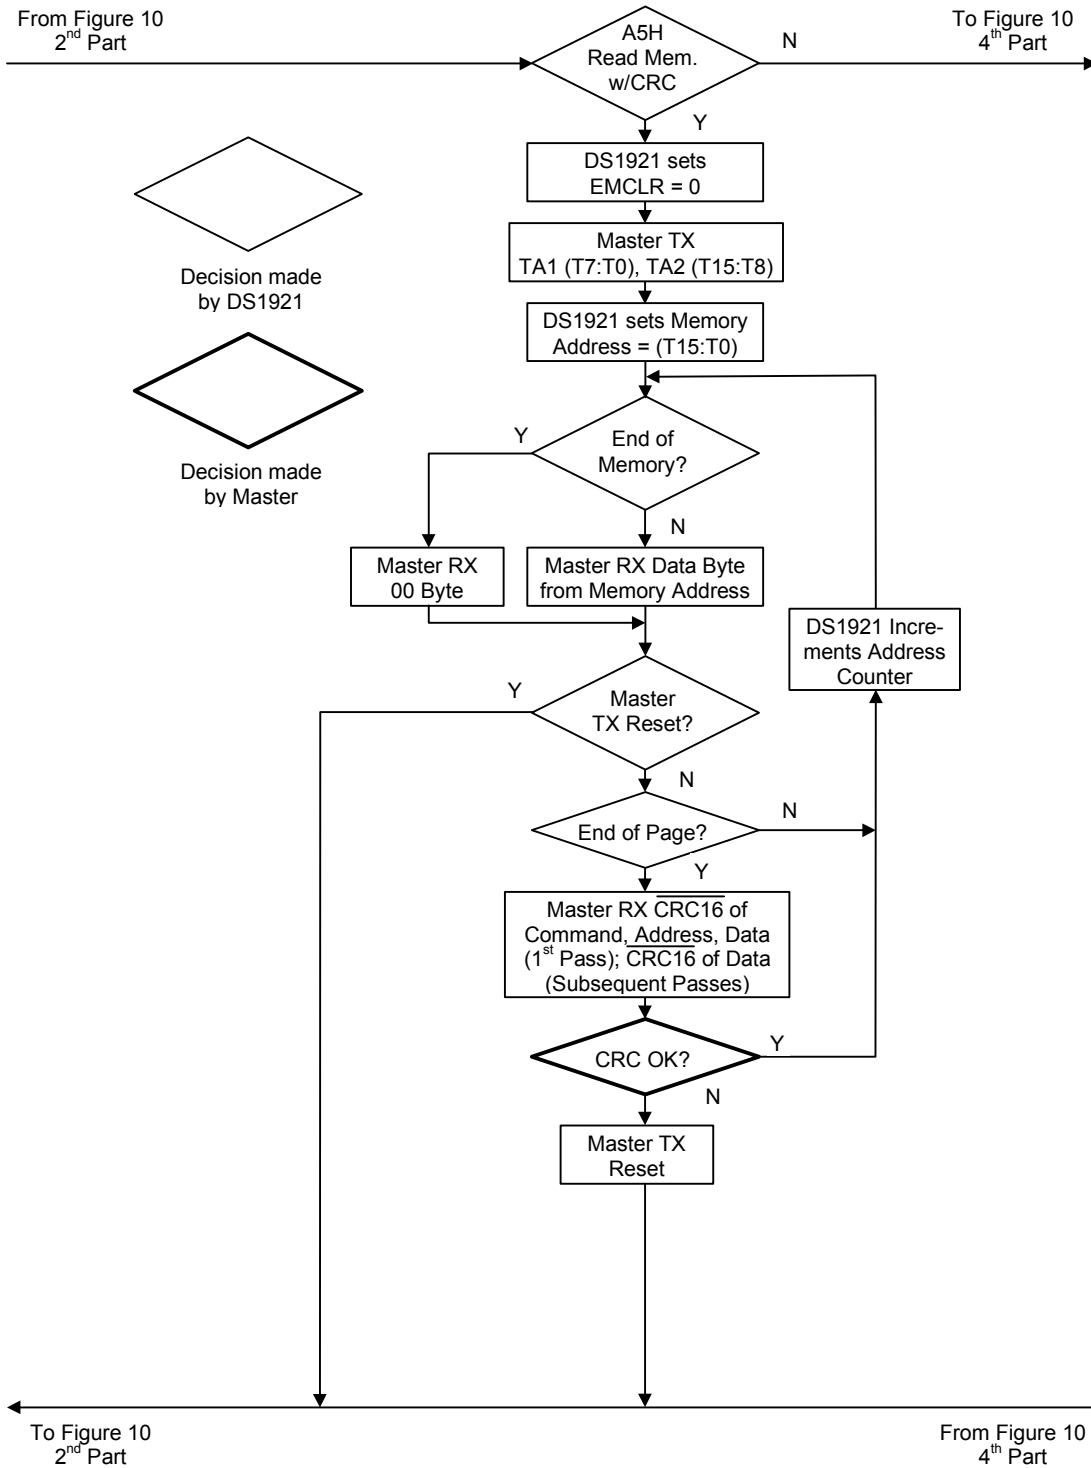 From Figure 10
2nd Part
A5H
Read Mem.
w/CRC
N
To Figure 10
4th Part
Y
DS1921 sets
EMCLR = 0
Decision made
by DS1921
Master TX
TA1 (T7:T0), TA2 (T15:T8)
DS1921 sets Memory
Address = (T15:T0)
Decision made
by Master
Y
End of
Memory?
N
Master RX
00 Byte
Master RX Data Byte
from Memory Address
DS1921 Incre-
ments Address
Counter
Y
Master
TX Reset?
N
End of Page?
N
Y
Master RX CRC16 of
Command, Address, Data
(1st Pass); CRC16 of Data
(Subsequent Passes)
CRC OK?
Y
N
Master TX
Reset
To Figure 10
2nd Part
From Figure 10
4th Part